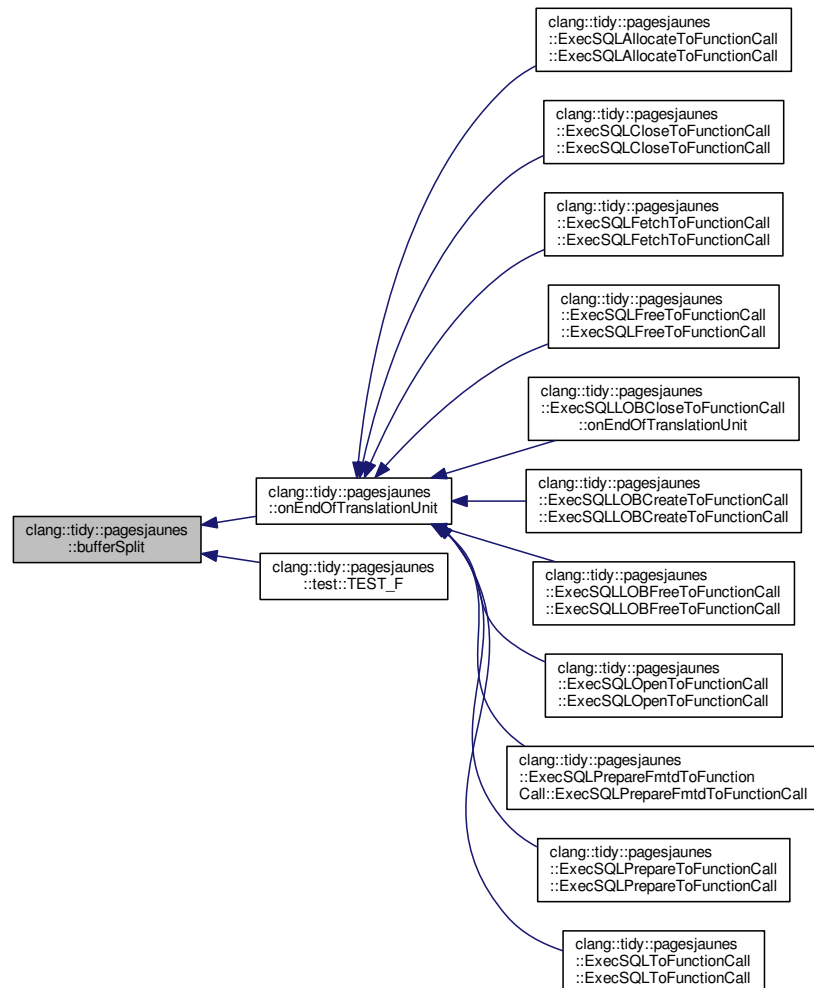 clang::tidy::pagesjaunes
::ExecSQLAllocateToFunctionCall
::ExecSQLAllocateToFunctionCall
clang::tidy::pagesjaunes
::ExecSQLCloseToFunctionCall
::ExecSQLCloseToFunctionCall
clang::tidy::pagesjaunes
::ExecSQLFetchToFunctionCall
::ExecSQLFetchToFunctionCall
clang::tidy::pagesjaunes
::ExecSQLFreeToFunctionCall
::ExecSQLFreeToFunctionCall
clang::tidy::pagesjaunes
::ExecSQLLOBCloseToFunctionCall
::onEndOfTranslationUnit
clang::tidy::pagesjaunes
::onEndOfTranslationUnit
clang::tidy::pagesjaunes
::ExecSQLLOBCreateToFunctionCall
::ExecSQLLOBCreateToFunctionCall
clang::tidy::pagesjaunes
::bufferSplit
clang::tidy::pagesjaunes
::test::TEST_F
clang::tidy::pagesjaunes
::ExecSQLLOBFreeToFunctionCall
::ExecSQLLOBFreeToFunctionCall
clang::tidy::pagesjaunes
::ExecSQLOpenToFunctionCall
::ExecSQLOpenToFunctionCall
clang::tidy::pagesjaunes
::ExecSQLPrepareFmtdToFunction
Call::ExecSQLPrepareFmtdToFunctionCall
clang::tidy::pagesjaunes
::ExecSQLPrepareToFunctionCall
::ExecSQLPrepareToFunctionCall
clang::tidy::pagesjaunes
::ExecSQLToFunctionCall
::ExecSQLToFunctionCall